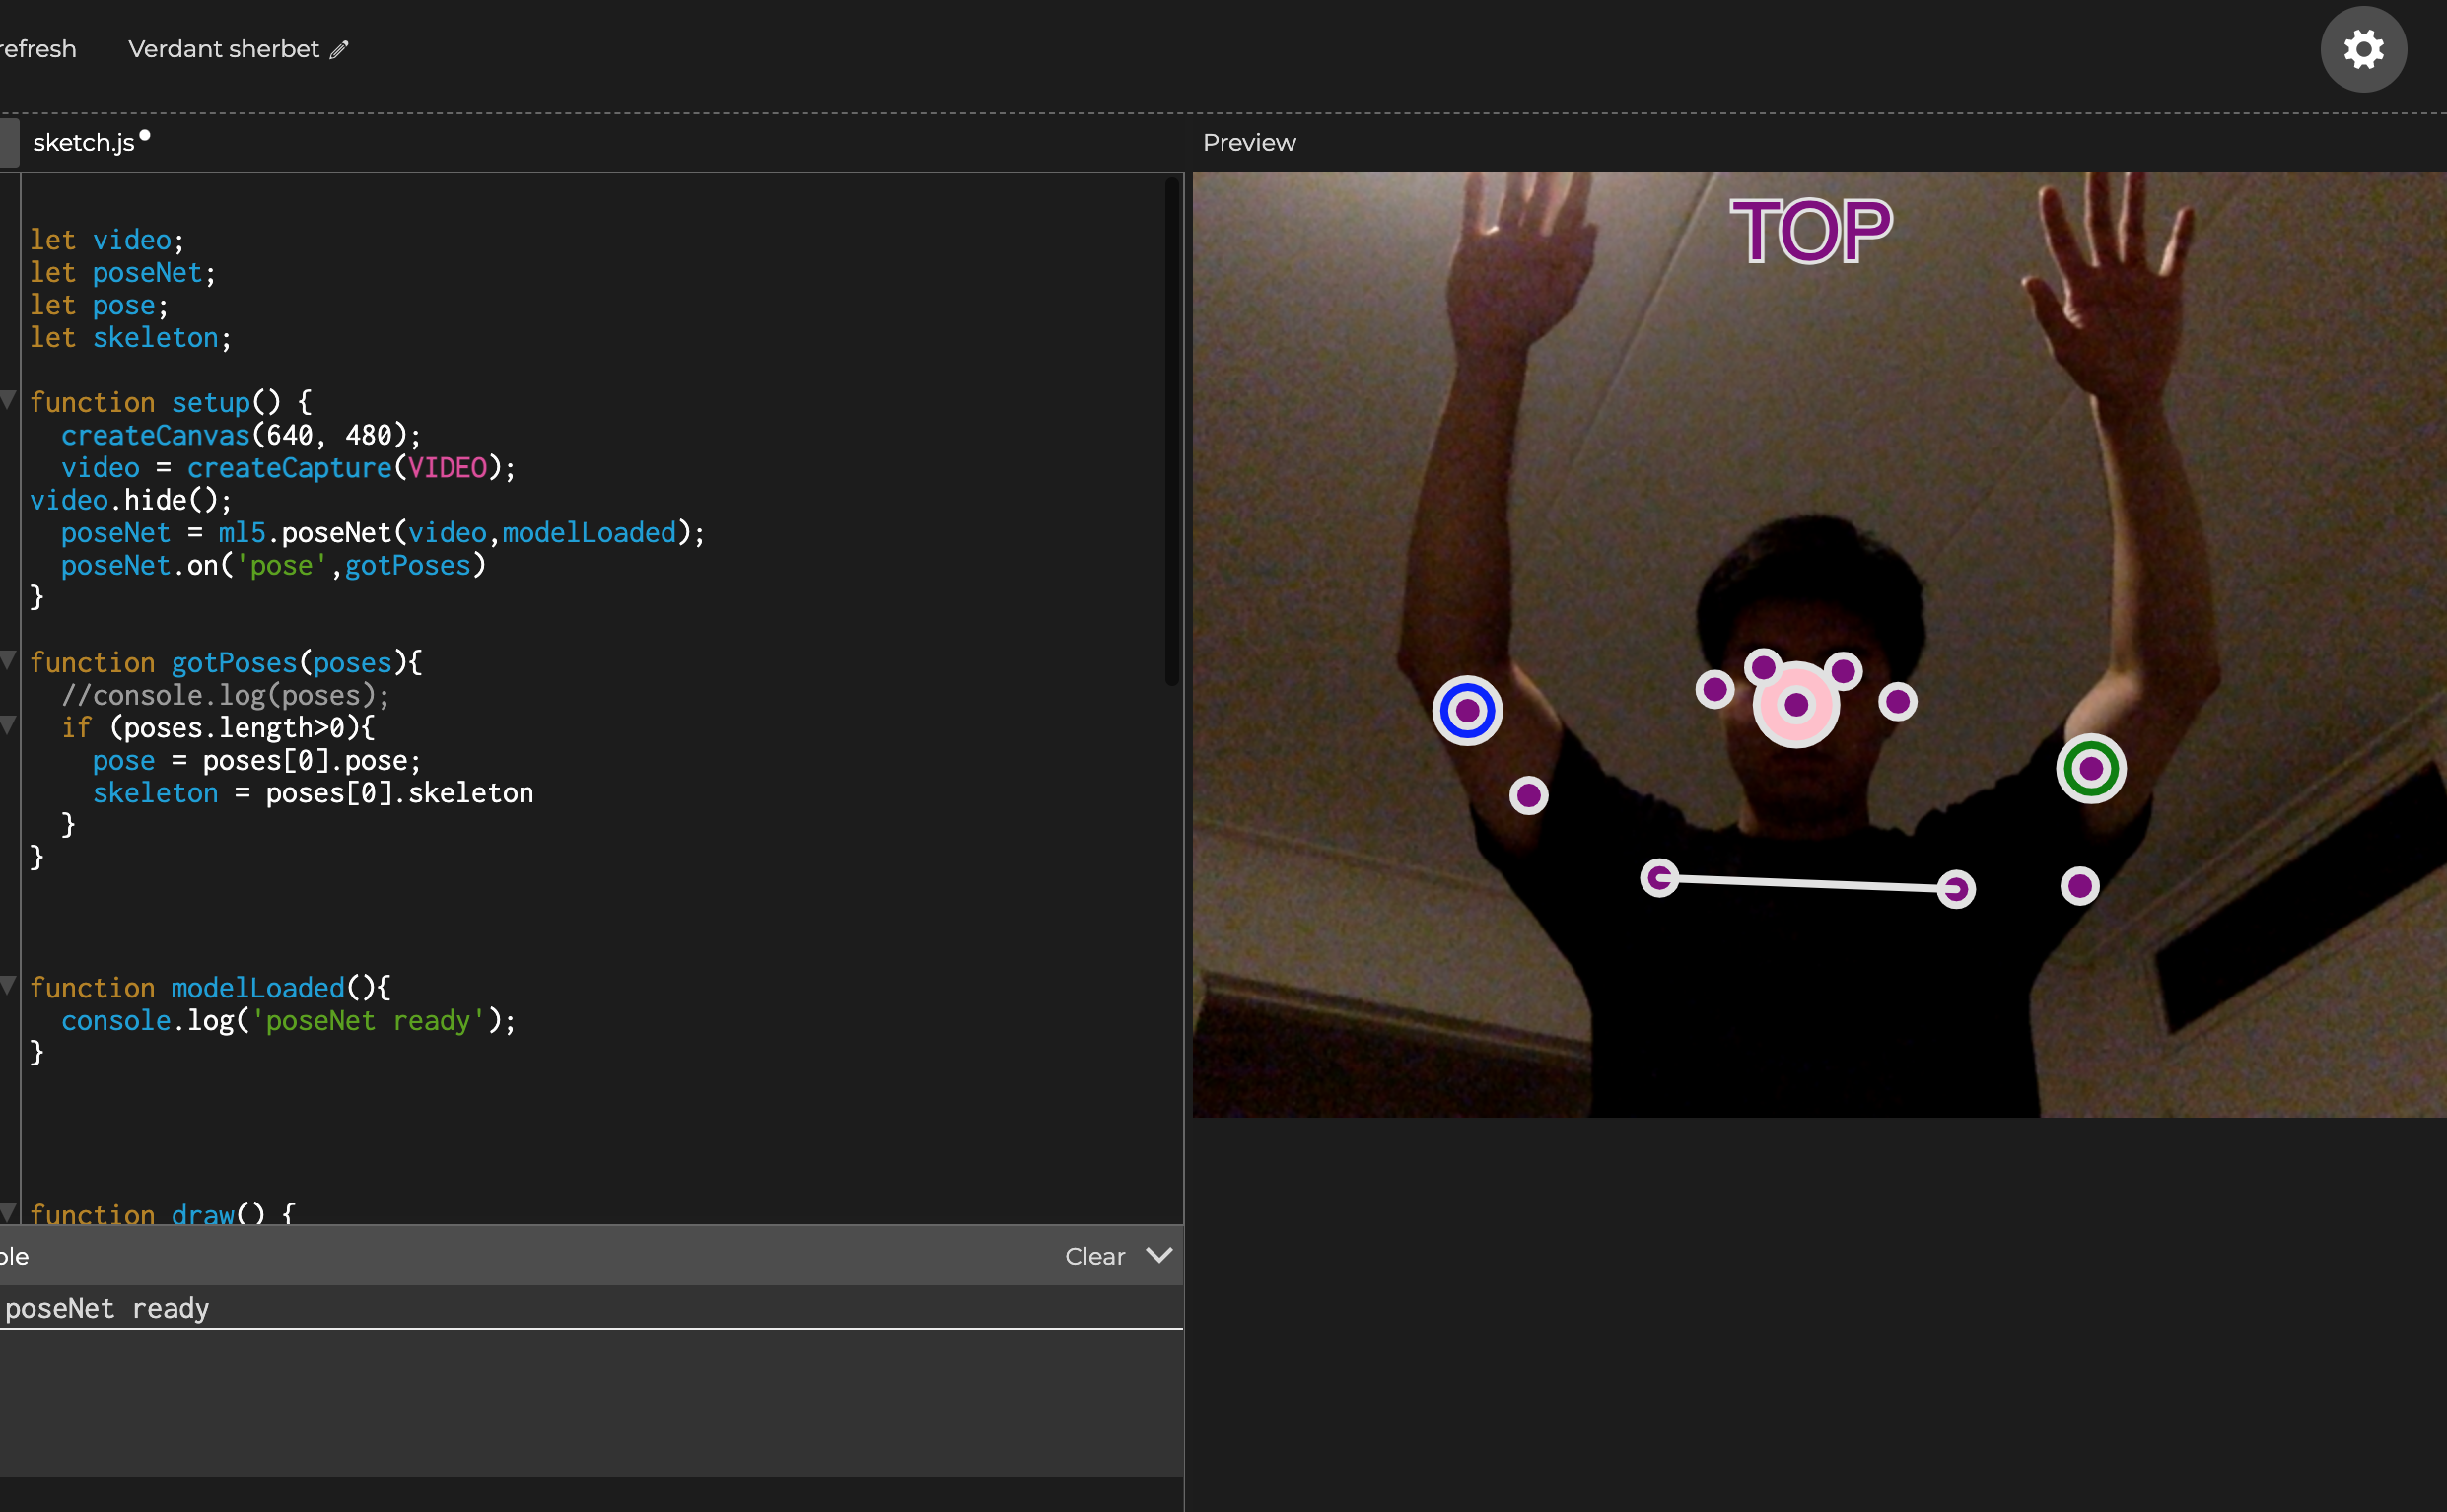 refresh
Verdant sherbet
sketch.js
Preview
let video;
let poseNet;
let pose;
let skeleton;
function setup() {
  createCanvas(640, 480);
  video = createCapture(VIDEO);
video.hide();
  poseNet = ml5.poseNet(video,modelLoaded);
  poseNet.on('pose',gotPoses)
}
function gotPoses(poses){
  //console.log(poses);
  if (poses.length>0){
    pose = poses[0].pose;
    skeleton = poses[0].skeleton
  }
}
function modelLoaded(){
  console.log('poseNet ready');
}
function draw() {
ole
Clear
poseNet ready
TOP